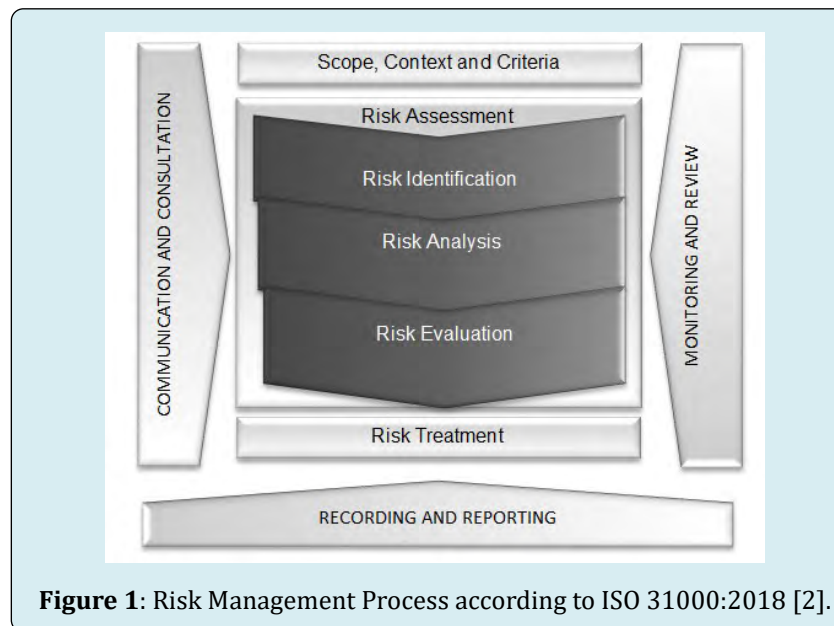 Scope, Context and Criteria
Risk Assessment
Risk Identification
Risk Analysis
Risk Evaluation
Risk Treatment
COMMUNICATION AND CONSULTATION
MONITORING AND REVIEW
RECORDING AND REPORTING
Figure 1: Risk Management Process according to ISO 31000:2018 [2].